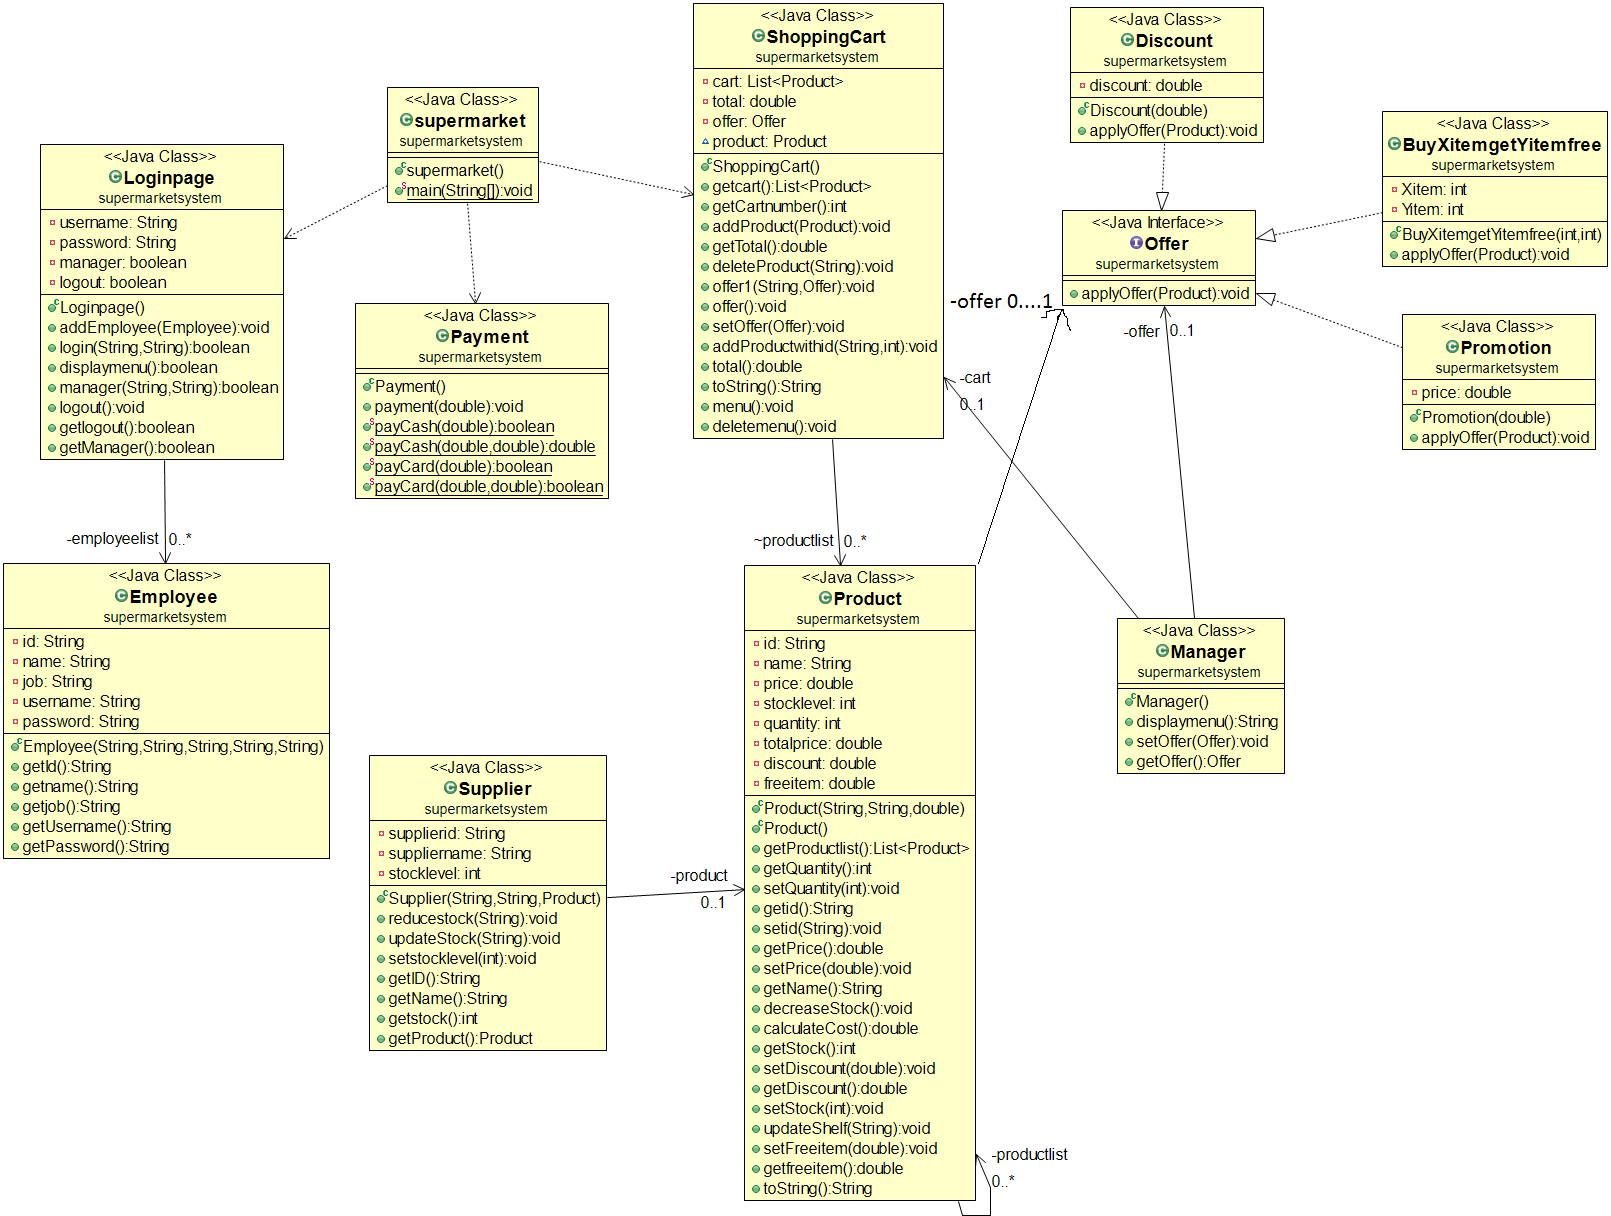 <<Java Class>>
supermarket
supermarketsystem
supermarket()
main(String[]):void
<<Java Class>>
Loginpage
supermarketsystem
username: String
password: String
manager: boolean
logout: boolean
Loginpage()
addEmployee(Employee):void
login(String,String):boolean
displaymenu():boolean
manager(String,String):boolean
logout():void
getlogout():boolean
getManager():boolean
<<Java Class>>
Payment
supermarketsystem
Payment()
payment(double):void
payCash(double):boolean
payCash(double,double):double
payCard(double):boolean
payCard(double,double):boolean
<<Java Class>>
ShoppingCart
supermarketsystem
cart: List<Product>
total: double
offer: Offer
product: Product
ShoppingCart()
getcart():List<Product>
getCartnumber():int
addProduct(Product):void
getTotal():double
deleteProduct(String):void
offer1(String,Offer):void
offer():void
setOffer(Offer):void
addProductwithid(String,int):void
total():double
toString():String
menu():void
deletemenu():void
<<Java Class>>
Discount
supermarketsystem
discount: double
Discount(double)
applyOffer(Product):void
<<Java Class>>
BuyXitemgetYitemfree
supermarketsystem
Xitem: int
Yitem: int
BuyXitemgetYitemfree(int,int)
applyOffer(Product):void
<<Java Interface>>
Offer
supermarketsystem
applyOffer(Product):void
-offer 0....1
-offer 0..1
<<Java Class>>
Promotion
supermarketsystem
price: double
Promotion(double)
applyOffer(Product):void
-cart
0..1
-employeelist 0..*
~productlist 0..*
<<Java Class>>
Employee
supermarketsystem
id: String
name: String
job: String
username: String
password: String
Employee(String,String,String,String,String)
getId():String
getname():String
getjob():String
getUsername():String
getPassword():String
<<Java Class>>
Supplier
supermarketsystem
supplierid: String
suppliername: String
stocklevel: int
Supplier(String,String,Product)
reducestock(String):void
updateStock(String):void
setstocklevel(int):void
getID():String
getName():String
getstock():int
getProduct():Product
-product
0..1
<<Java Class>>
Product
supermarketsystem
id: String
name: String
price: double
stocklevel: int
quantity: int
totalprice: double
discount: double
freeitem: double
Product(String,String,double)
Product()
getProductlist():List<Product>
getQuantity():int
setQuantity(int):void
getid():String
setid(String):void
getPrice():double
setPrice(double):void
getName():String
decreaseStock():void
calculateCost():double
getStock():int
setDiscount(double):void
getDiscount():double
setStock(int):void
updateShelf(String):void
setFreeitem(double):void
getfreeitem():double
toString():String
-productlist
0..*
<<Java Class>>
Manager
supermarketsystem
Manager()
displaymenu():String
setOffer(Offer):void
getOffer():Offer